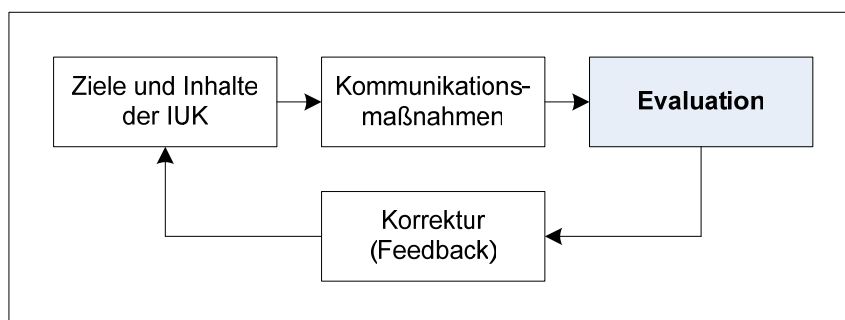 Ziele und Inhalte
der IUK
Kommunikations-
maßnahmen
Evaluation
Korrektur
(Feedback)